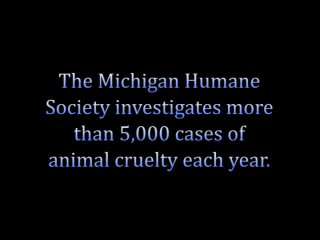 The Michigan Humane
Society investigates more
than 5,000 cases of
animal cruelty each year.